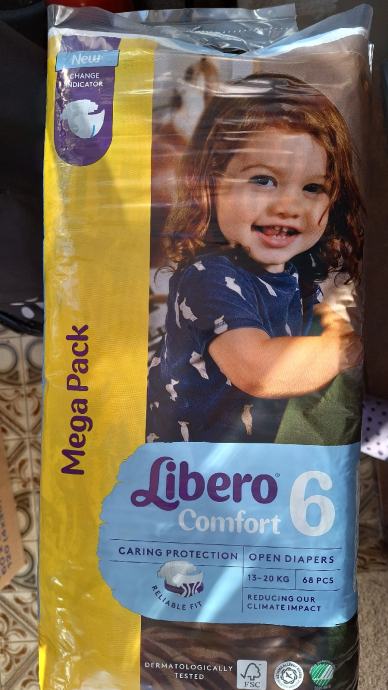 New
CHANGE
INDICATOR
Mega Pack
Libero
Comfort 6
CARING PROTECTION
RELIABLE FIT
OPEN DIAPERS
13-20 KG 68 PCS
REDUCING OUR
CLIMATE IMPACT
DERMATOLOGICALLY
TESTED
FSC